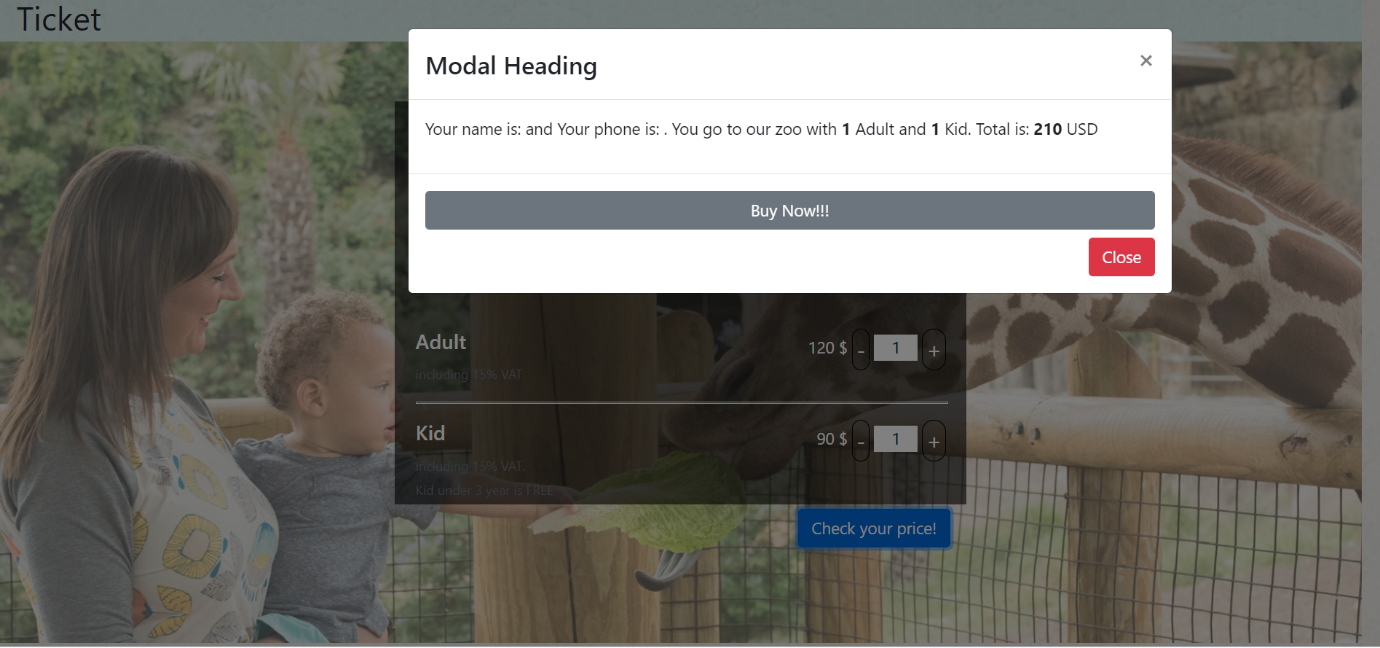 Ticket
Modal Heading
×
Your name is: and Your phone is: . You go to our zoo with 1 Adult and 1 Kid. Total is: 210 USD
Buy Now!!!
Close
Adult 120 $ - 1 +
including 15% VAT
Kid 90 $ - 1 +
including 15% VAT.
Kid under 3 year is FREE
Check your price!